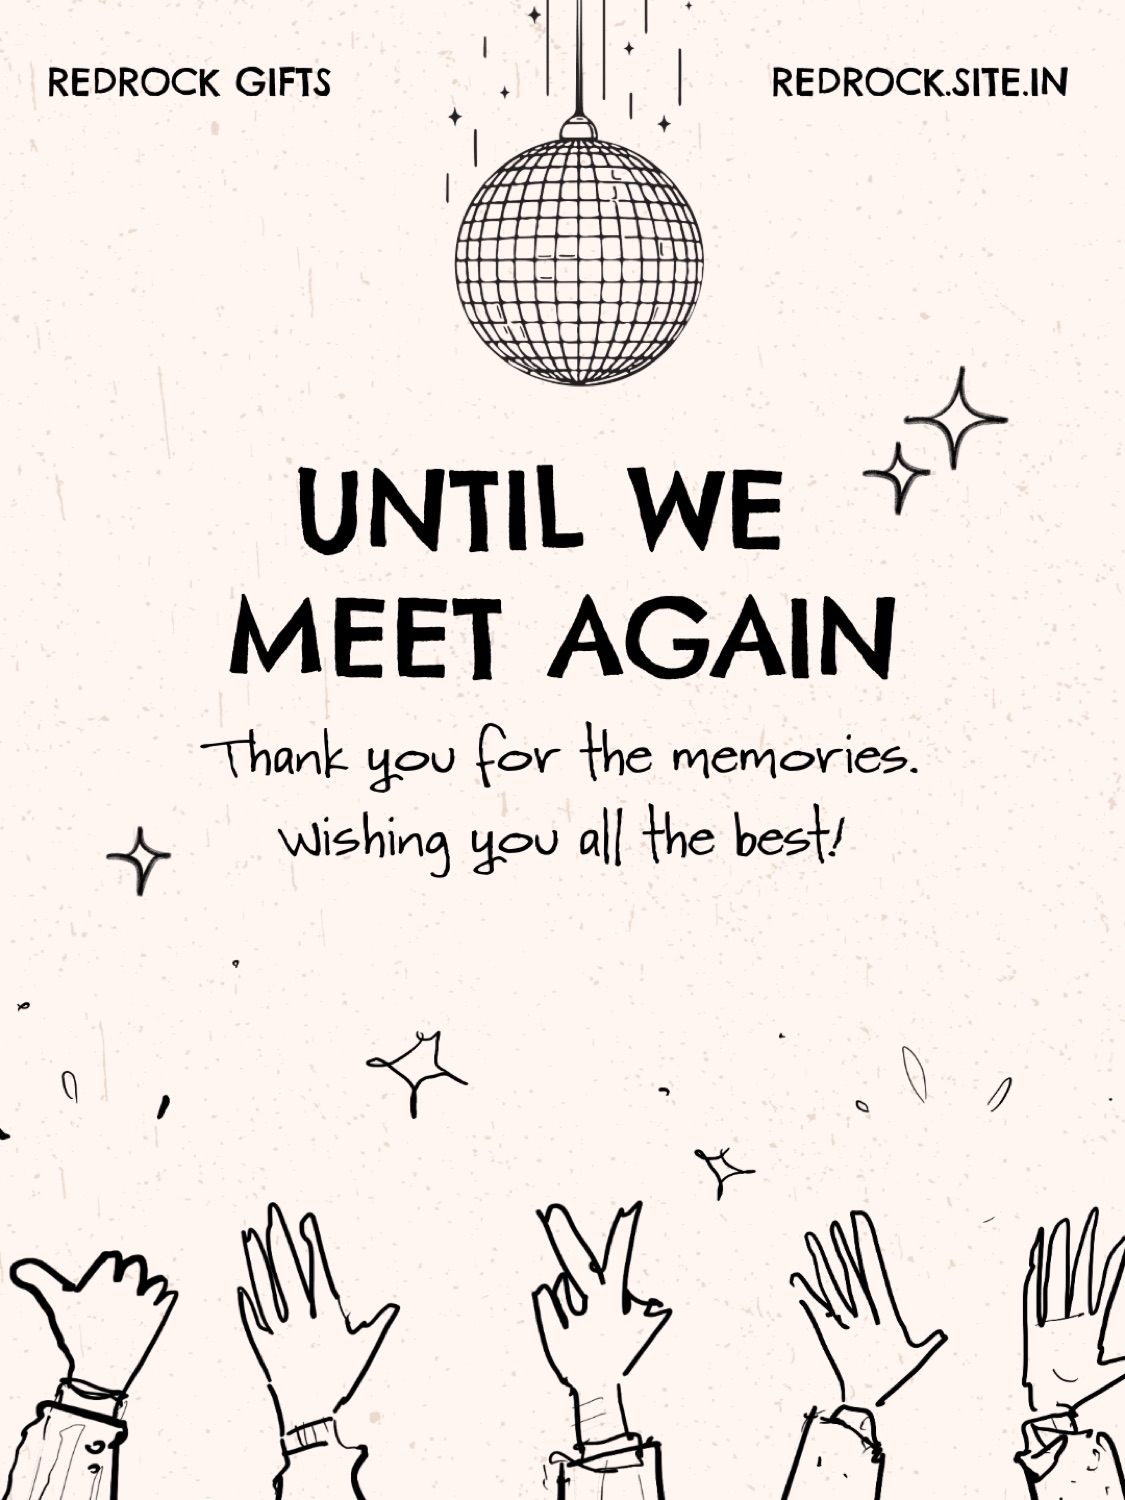 REDROCK GIFTS
REDROCK.SITE.IN
UNTIL WE
MEET AGAIN
Thank you for the memories.
Wishing you all the best!